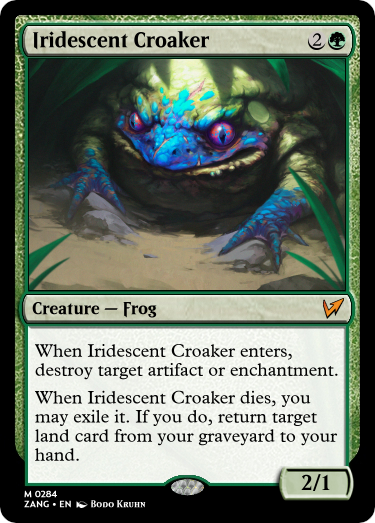 Iridescent Croaker 2
Creature — Frog
When Iridescent Croaker enters,
destroy target artifact or enchantment.
When Iridescent Croaker dies, you
may exile it. If you do, return target
land card from your graveyard to your
hand.
2/1
M 0284
ZANG • EN Bodo Kruhn